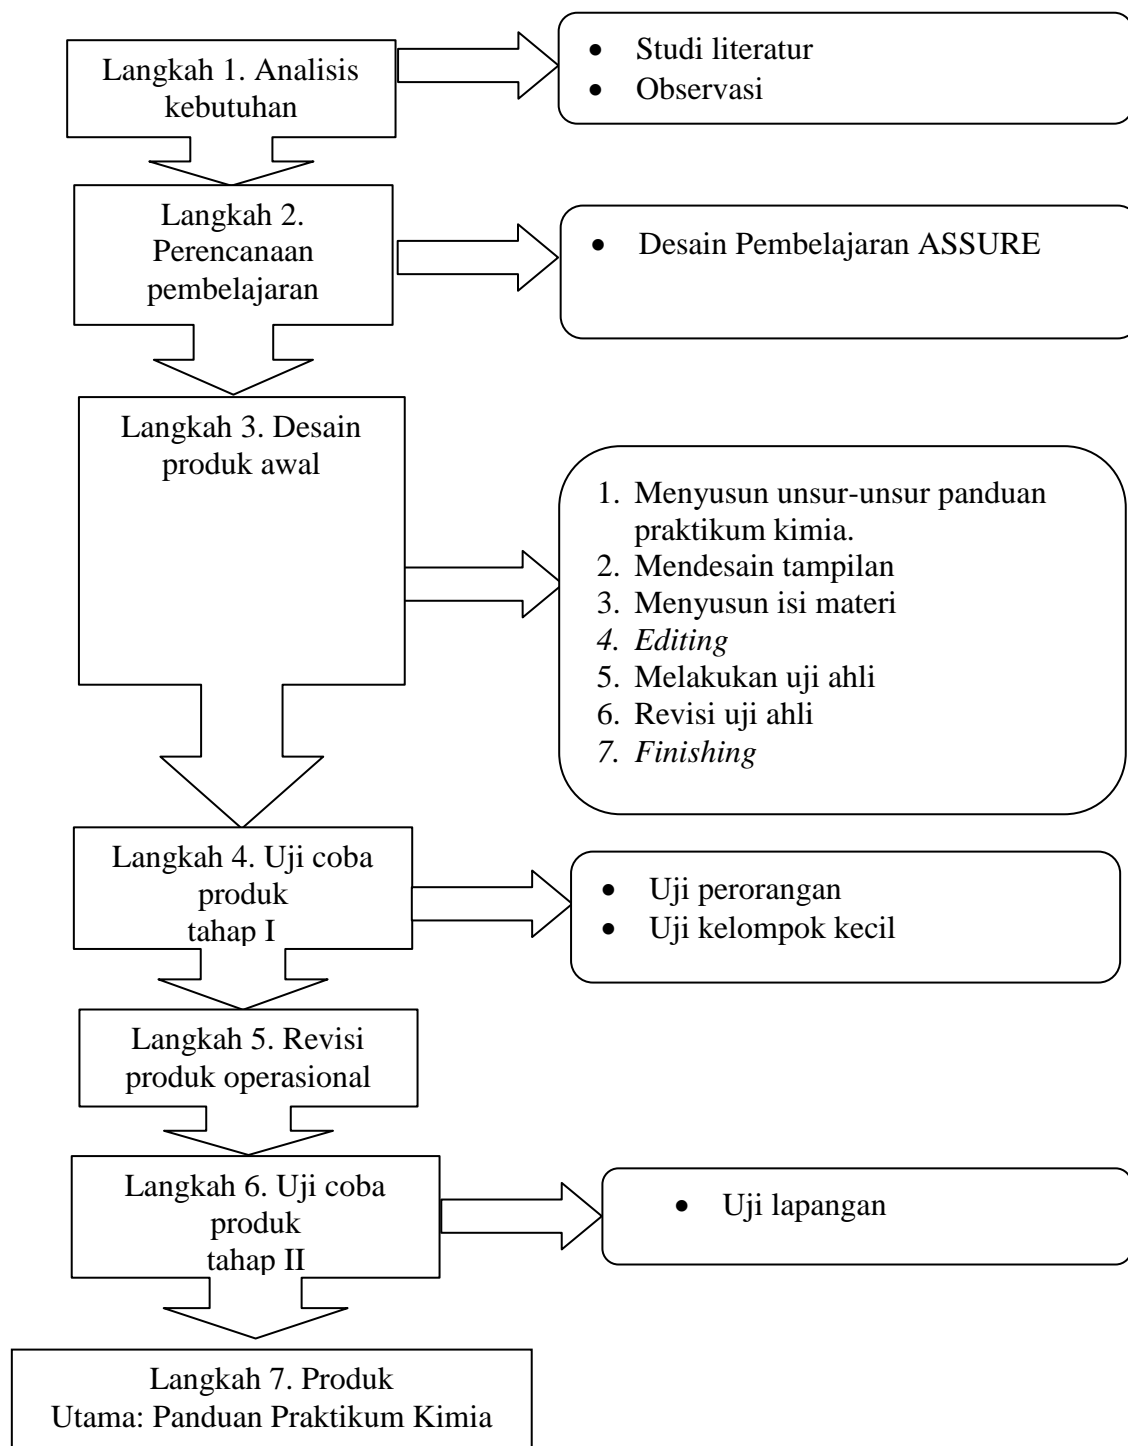 Langkah 1. Analisis
kebutuhan
• Studi literatur
• Observasi
Langkah 2.
Perencanaan
pembelajaran
• Desain Pembelajaran ASSURE
Langkah 3. Desain
produk awal
1. Menyusun unsur-unsur panduan
praktikum kimia.
2. Mendesain tampilan
3. Menyusun isi materi
4. Editing
5. Melakukan uji ahli
6. Revisi uji ahli
7. Finishing
Langkah 4. Uji coba
produk
tahap I
• Uji perorangan
• Uji kelompok kecil
Langkah 5. Revisi
produk operasional
Langkah 6. Uji coba
produk
tahap II
• Uji lapangan
Langkah 7. Produk
Utama: Panduan Praktikum Kimia